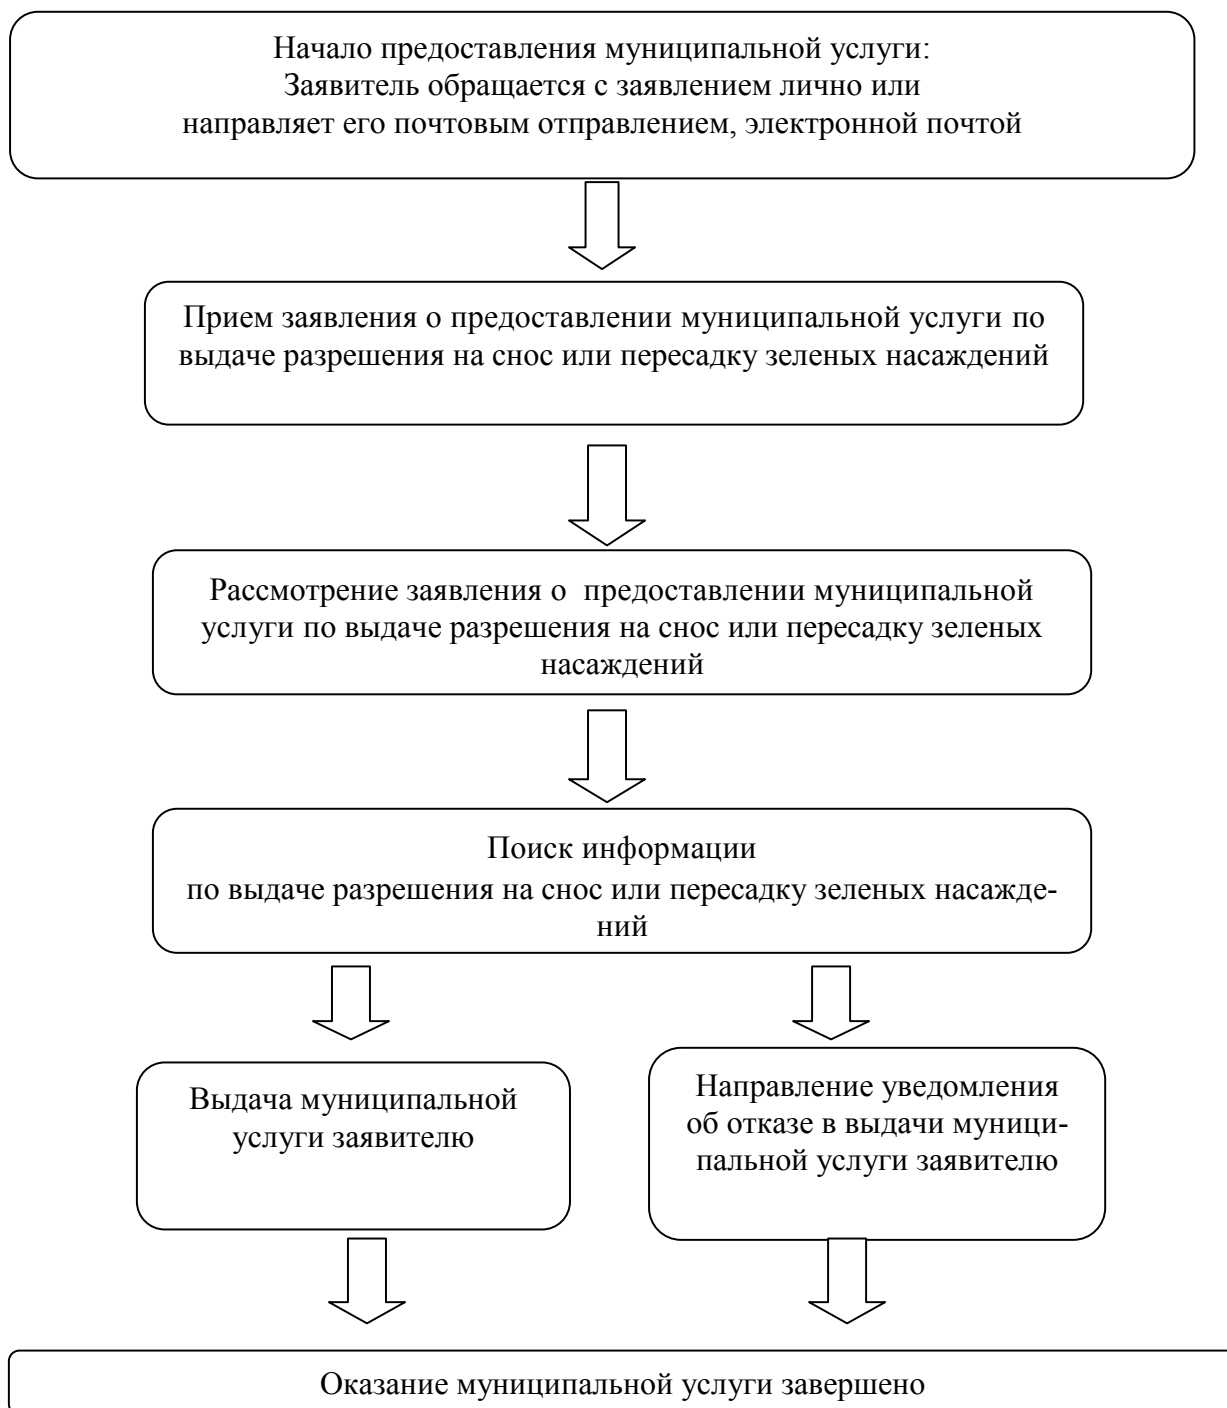 Начало предоставления муниципальной услуги:
Заявитель обращается с заявлением лично или
направляет его почтовым отправлением, электронной почтой
Прием заявления о предоставлении муниципальной услуги по
выдаче разрешения на снос или пересадку зеленых насаждений
Рассмотрение заявления о  предоставлении муниципальной
услуги по выдаче разрешения на снос или пересадку зеленых
насаждений
Поиск информации
по выдаче разрешения на снос или пересадку зеленых насажде-
ний
Выдача муниципальной
услуги заявителю
Направление уведомления
об отказе в выдачи муници-
пальной услуги заявителю
Оказание муниципальной услуги завершено